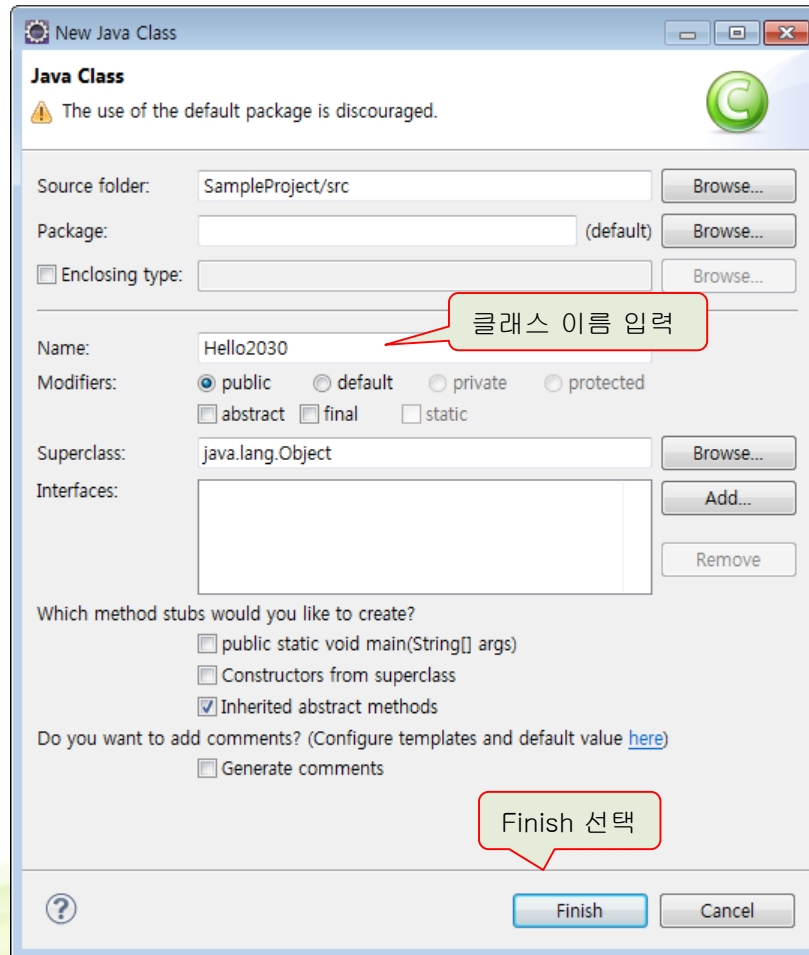 New Java Class
Java Class
The use of the default package is discouraged.
Source folder: SampleProject/src Browse...
Package: (default) Browse...
Enclosing type: Browse...
클래스 이름 입력
Name: Hello2030
Modifiers: public default private protected
abstract final static
Superclass: java.lang.Object Browse...
Interfaces: Add...
Remove
Which method stubs would you like to create?
public static void main(String[] args)
Constructors from superclass
Inherited abstract methods
Do you want to add comments? (Configure templates and default value here)
Generate comments
Finish 선택
Finish Cancel